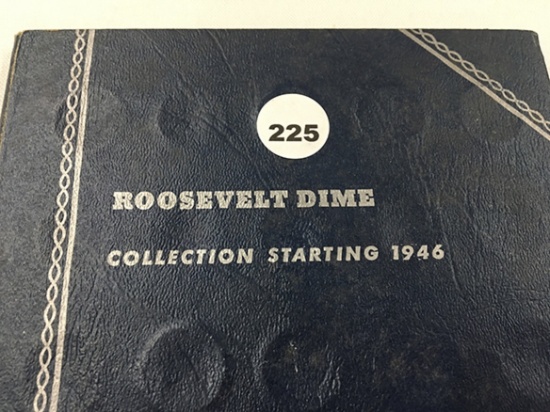 225
ROOSEVELT DIME
COLLECTION STARTING 1946